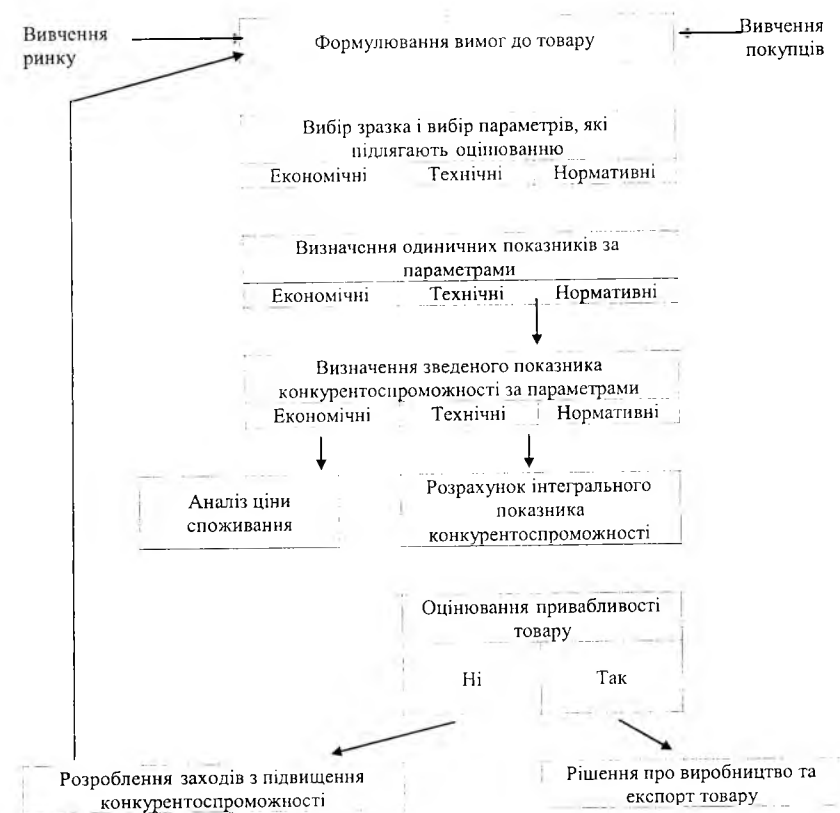 Вивчення
ринку
Формулювання вимог до товару
Вивчення
покупців
Вибір зразка і вибір параметрів, які
підлягають оцінюванню
Економічні Технічні Нормативні
Визначення одиничних показників за
параметрами
Економічні Технічні Нормативні
Визначення зведеного показника
конкурентоспроможності за параметрами
Економічні Технічні Нормативні
Аналіз ціни
споживання
Розрахунок інтегрального
показника
конкурентоспроможності
Оцінювання привабливості
товару
Ні Так
Розроблення заходів з підвищення
конкурентоспроможності
Рішення про виробництво та
експорт товару